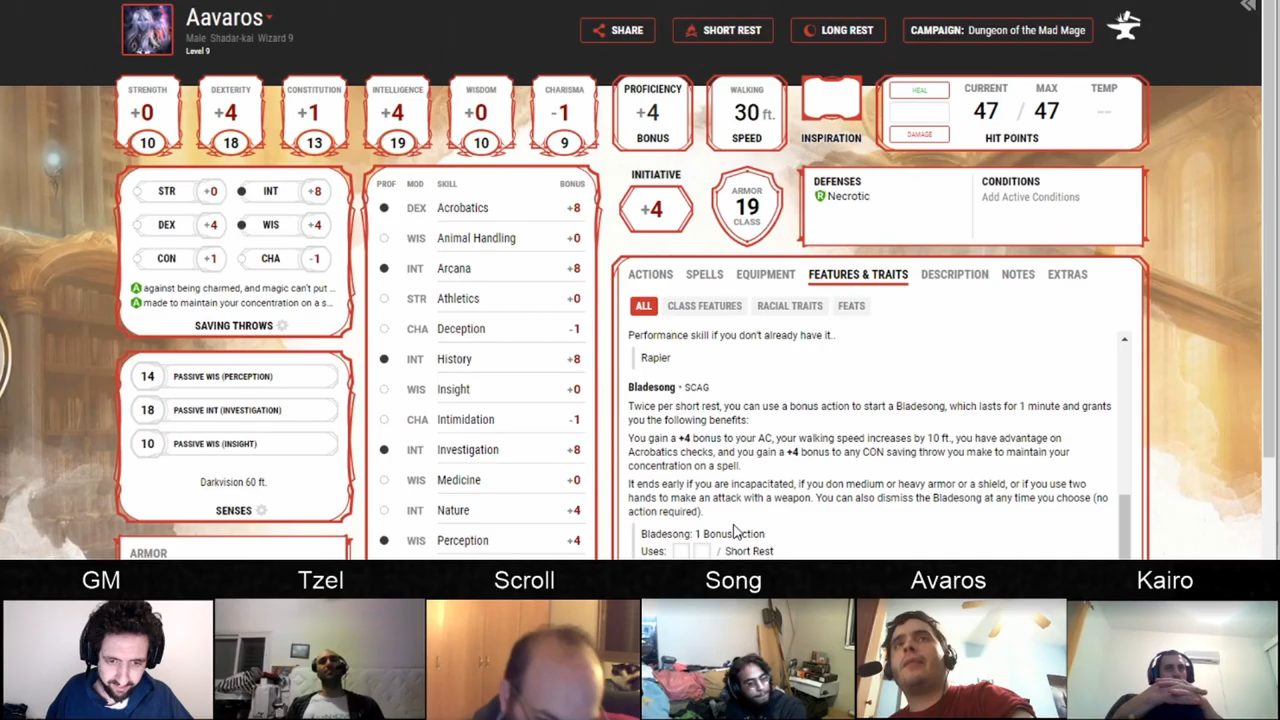 Aavaros
Male Shadar-kai Wizard 9
Level 9
SHARE
SHORT REST
LONG REST
CAMPAIGN: Dungeon of the Mad Mage
STRENGTH
+0
10
DEXTERITY
+4
18
CONSTITUTION
+1
13
INTELLIGENCE
+4
19
WISDOM
+0
10
CHARISMA
-1
9
PROFICIENCY
+4
BONUS
WALKING
30 ft.
SPEED
INSPIRATION
HEAL
DAMAGE
CURRENT MAX TEMP
47 / 47 --
HIT POINTS
STR +0 INT +8
DEX +4 WIS +4
CON +1 CHA -1
against being charmed, and magic can't put ...
made to maintain your concentration on a s...
SAVING THROWS
14 PASSIVE WIS (PERCEPTION)
18 PASSIVE INT (INVESTIGATION)
10 PASSIVE WIS (INSIGHT)
Darkvision 60 ft.
SENSES
ARMOR
PROF MOD SKILL BONUS
DEX Acrobatics +8
WIS Animal Handling +0
INT Arcana +8
STR Athletics +0
CHA Deception -1
INT History +8
WIS Insight +0
CHA Intimidation -1
INT Investigation +8
WIS Medicine +0
INT Nature +4
WIS Perception +4
INITIATIVE
+4
ARMOR
19
CLASS
DEFENSES
Necrotic
CONDITIONS
Add Active Conditions
ACTIONS SPELLS EQUIPMENT FEATURES & TRAITS DESCRIPTION NOTES EXTRAS
ALL CLASS FEATURES RACIAL TRAITS FEATS
Performance skill if you don't already have it..
Rapier
Bladesong • SCAG
Twice per short rest, you can use a bonus action to start a Bladesong, which lasts for 1 minute and grants
you the following benefits:
You gain a +4 bonus to your AC, your walking speed increases by 10 ft., you have advantage on
Acrobatics checks, and you gain a +4 bonus to any CON saving throw you make to maintain your
concentration on a spell.
It ends early if you are incapacitated, if you don medium or heavy armor or a shield, or if you use two
hands to make an attack with a weapon. You can also dismiss the Bladesong at any time you choose (no
action required).
Bladesong: 1 Bonus Action
Uses: / Short Rest
GM Tzel Scroll Song Avaros Kairo